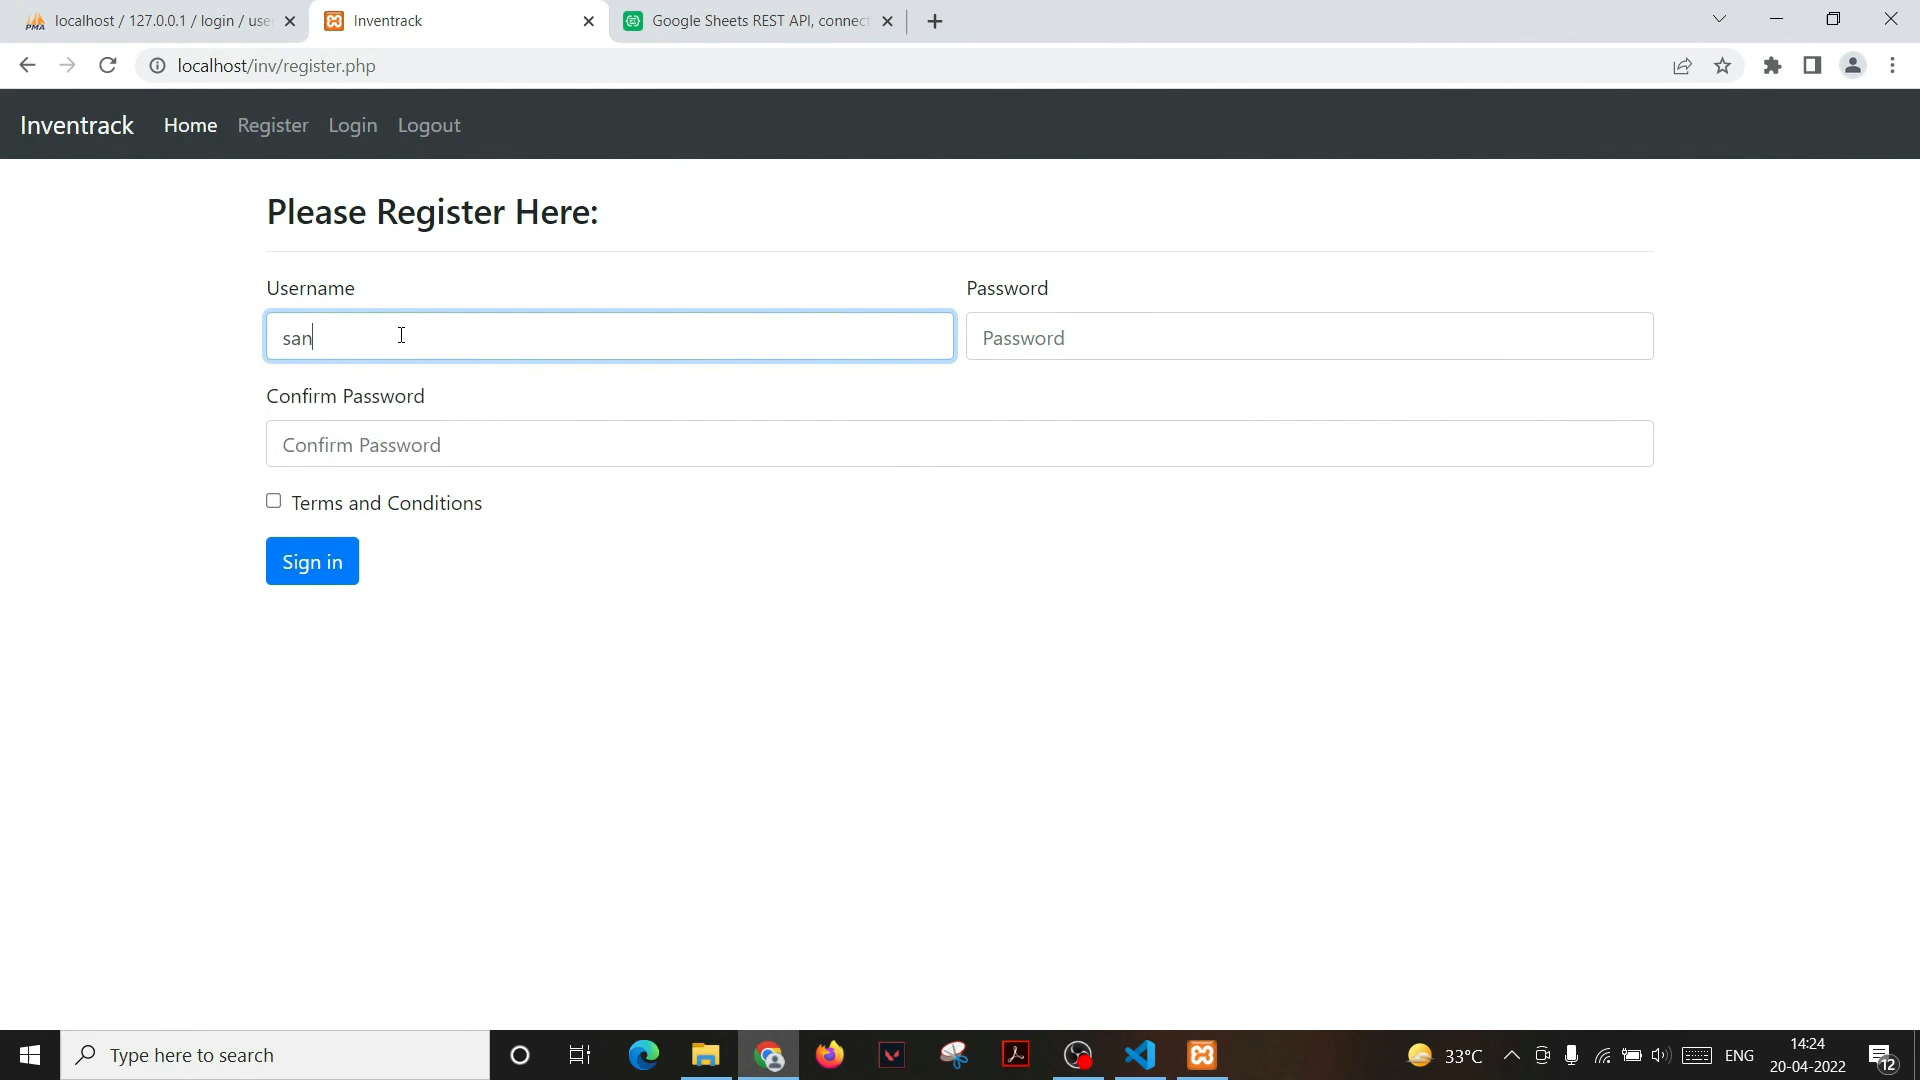 localhost / 127.0.0.1 / login / use
Inventrack
Google Sheets REST API, connect
localhost/inv/register.php
Inventrack
Home
Register
Login
Logout
Please Register Here:
Username
Password
san
Password
Confirm Password
Confirm Password
Terms and Conditions
Sign in
Type here to search
33°C
ENG
14:24
20-04-2022
12